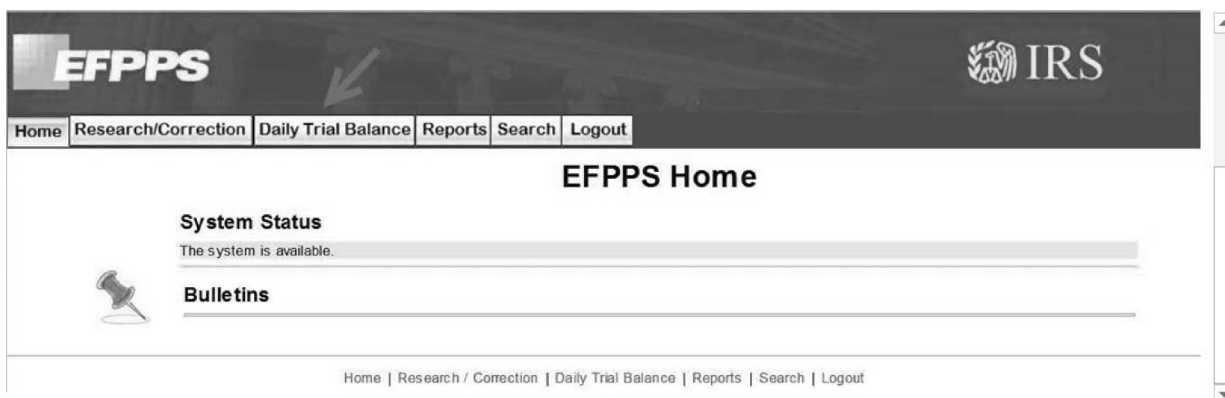 EFPPS
IRS
Home Research/Correction Daily Trial Balance Reports Search Logout
EFPPS Home
System Status
The system is available.
Bulletins
Home | Research / Correction | Daily Trial Balance | Reports | Search | Logout